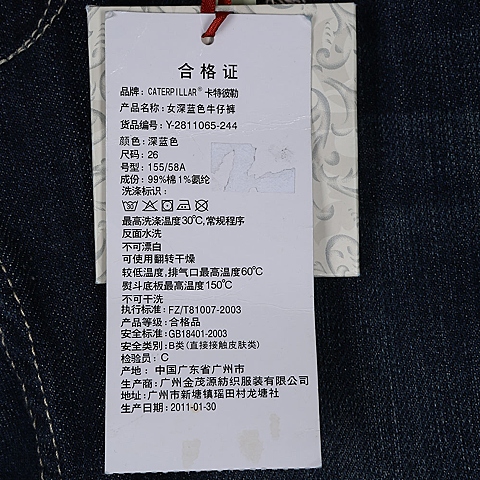 合格证
品牌: CATERPILLAR® 卡特彼勒
产品名称: 女深蓝色牛仔裤
货品编号: Y-2811065-244
颜色: 深蓝色
尺码: 26
号型: 155/58A
成份: 99%棉 1%氨纶
洗涤标识:
30
最高洗涤温度30℃,常规程序
反面水洗
不可漂白
可使用翻转干燥
较低温度,排气口最高温度60℃
熨斗底板最高温度150℃
不可干洗
执行标准: FZ/T81007-2003
产品等级: 合格品
安全标准: GB18401-2003
安全类别: B类(直接接触皮肤类)
检验员: C
产地: 中国广东省广州市
生产商: 广州金茂源纺织服装有限公司
地址: 广州市新塘镇瑶田村龙塘社
生产日期: 2011-01-30